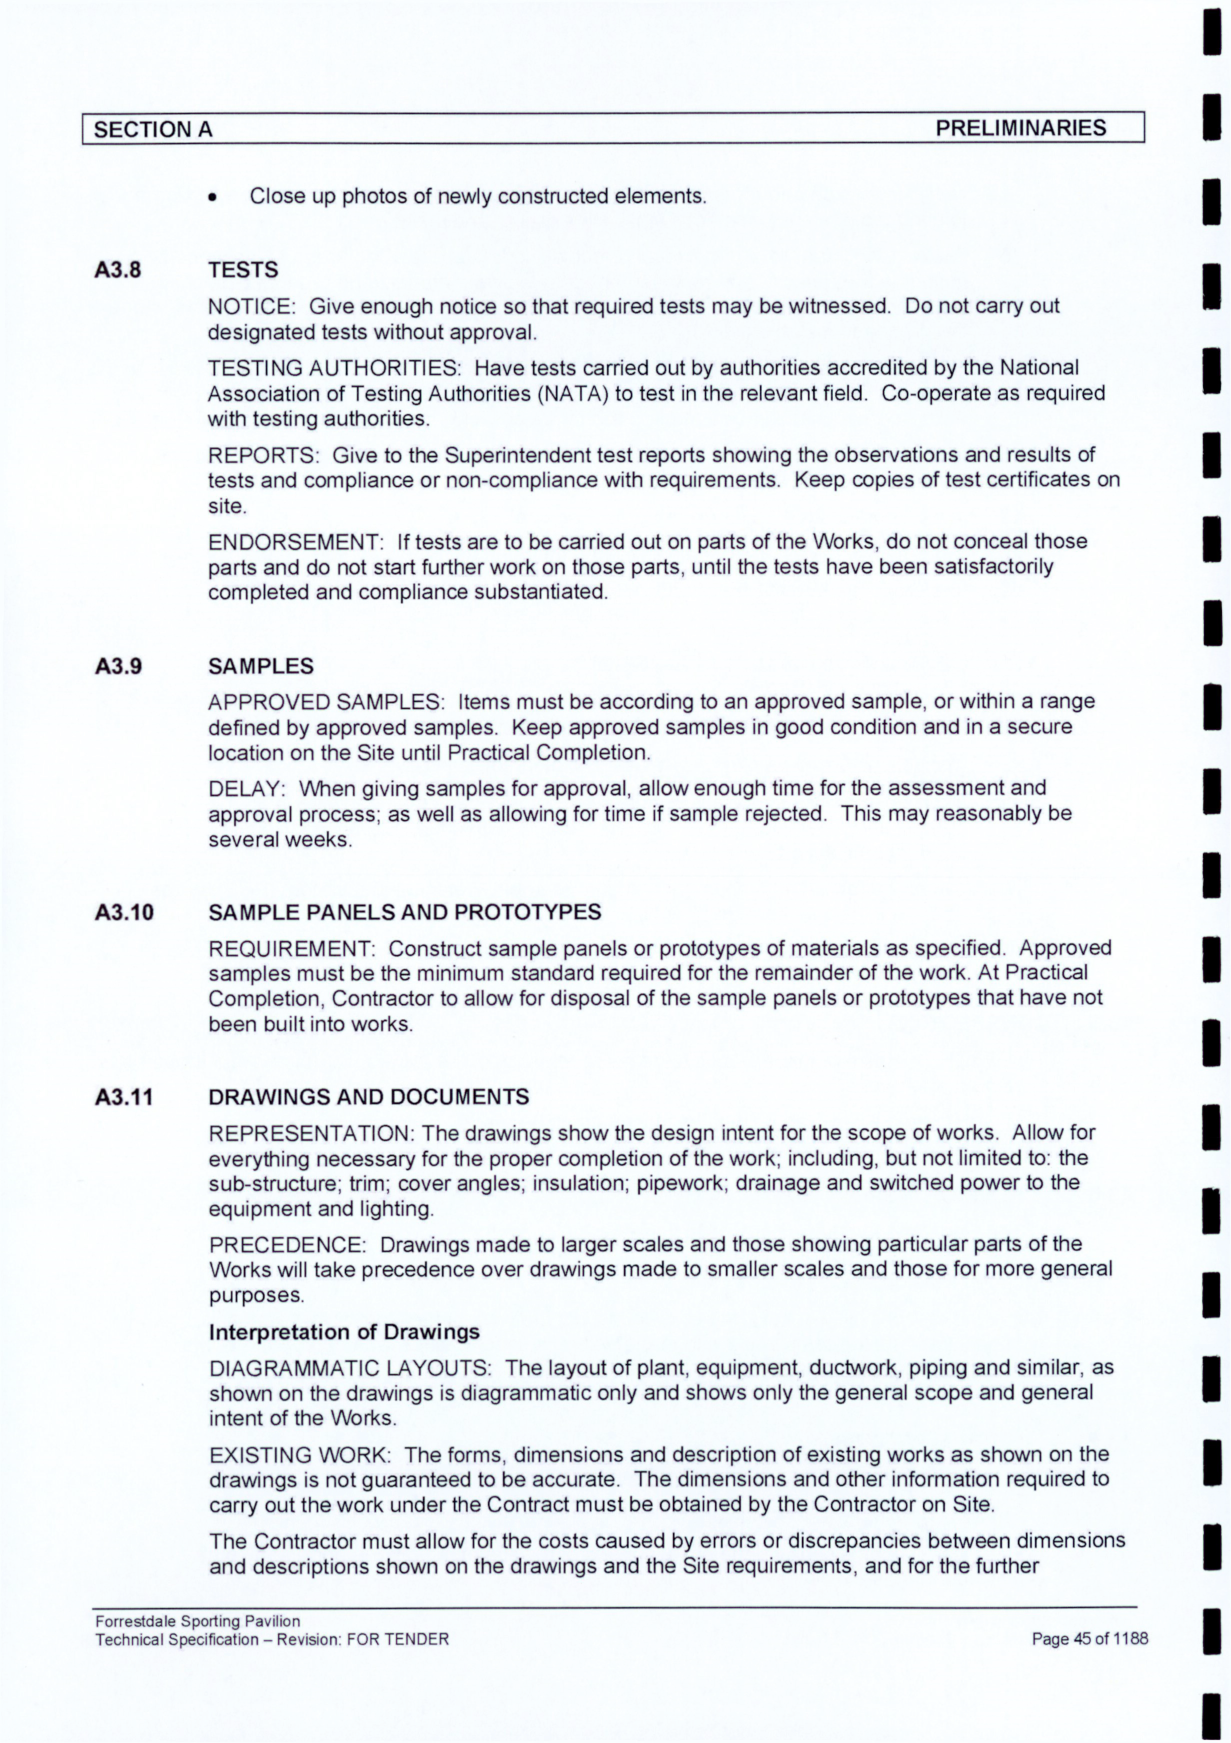 SECTION A PRELIMINARIES
• Close up photos of newly constructed elements.
A3.8 TESTS
NOTICE: Give enough notice so that required tests may be witnessed. Do not carry out
designated tests without approval.
TESTING AUTHORITIES: Have tests carried out by authorities accredited by the National
Association of Testing Authorities (NATA) to test in the relevant field. Co-operate as required
with testing authorities.
REPORTS: Give to the Superintendent test reports showing the observations and results of
tests and compliance or non-compliance with requirements. Keep copies of test certificates on
site.
ENDORSEMENT: If tests are to be carried out on parts of the Works, do not conceal those
parts and do not start further work on those parts, until the tests have been satisfactorily
completed and compliance substantiated.
A3.9 SAMPLES
APPROVED SAMPLES: Items must be according to an approved sample, or within a range
defined by approved samples. Keep approved samples in good condition and in a secure
location on the Site until Practical Completion.
DELAY: When giving samples for approval, allow enough time for the assessment and
approval process; as well as allowing for time if sample rejected. This may reasonably be
several weeks.
A3.10 SAMPLE PANELS AND PROTOTYPES
REQUIREMENT: Construct sample panels or prototypes of materials as specified. Approved
samples must be the minimum standard required for the remainder of the work. At Practical
Completion, Contractor to allow for disposal of the sample panels or prototypes that have not
been built into works.
A3.11 DRAWINGS AND DOCUMENTS
REPRESENTATION: The drawings show the design intent for the scope of works. Allow for
everything necessary for the proper completion of the work; including, but not limited to: the
sub-structure; trim; cover angles; insulation; pipework; drainage and switched power to the
equipment and lighting.
PRECEDENCE: Drawings made to larger scales and those showing particular parts of the
Works will take precedence over drawings made to smaller scales and those for more general
purposes.
Interpretation of Drawings
DIAGRAMMATIC LAYOUTS: The layout of plant, equipment, ductwork, piping and similar, as
shown on the drawings is diagrammatic only and shows only the general scope and general
intent of the Works.
EXISTING WORK: The forms, dimensions and description of existing works as shown on the
drawings is not guaranteed to be accurate. The dimensions and other information required to
carry out the work under the Contract must be obtained by the Contractor on Site.
The Contractor must allow for the costs caused by errors or discrepancies between dimensions
and descriptions shown on the drawings and the Site requirements, and for the further
Forrestdale Sporting Pavilion
Technical Specification – Revision: FOR TENDER Page 45 of 1188